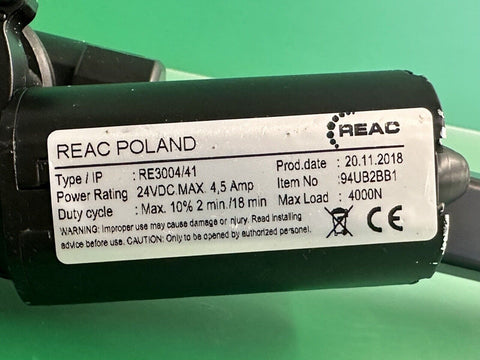 REAC POLAND
REAC
Type / IP : RE3004/41
Power Rating 24VDC MAX. 4,5 Amp
Duty cycle : Max. 10% 2 min./18 min
Prod.date : 20.11.2018
Item No : 94UB2BB1
Max Load : 4000N
WARNING: Improper use may cause damage or injury. Read installing
advice before use. CAUTION: Only to be opened by authorized personel.
CE